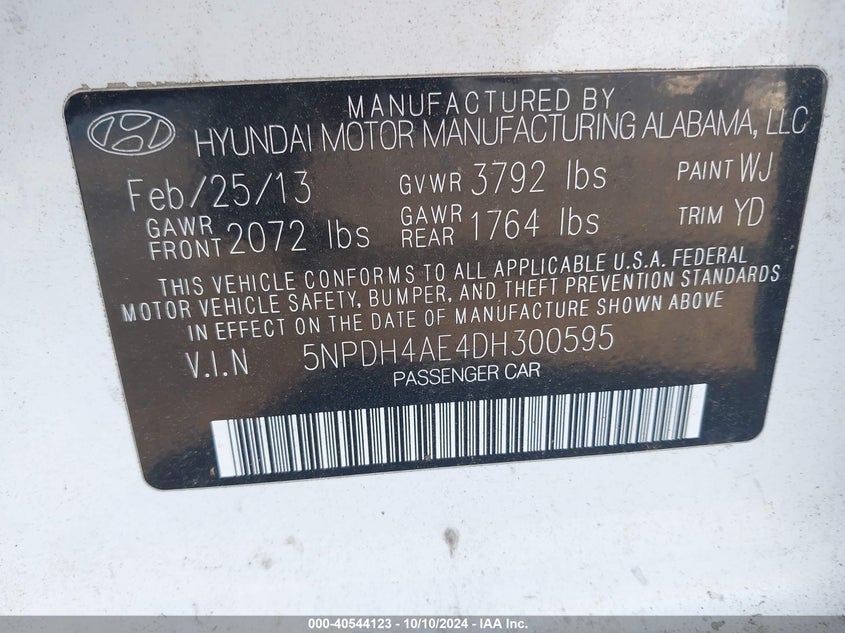 MANUFACTURED BY
HYUNDAI MOTOR MANUFACTURING ALABAMA, LLC
Feb/25/13 GVWR 3792 lbs PAINT WJ
GAWR FRONT 2072 lbs GAWR REAR 1764 lbs TRIM YD
THIS VEHICLE CONFORMS TO ALL APPLICABLE U.S.A. FEDERAL
MOTOR VEHICLE SAFETY, BUMPER, AND THEFT PREVENTION STANDARDS
IN EFFECT ON THE DATE OF MANUFACTURE SHOWN ABOVE
V.I.N 5NPDH4AE4DH300595
PASSENGER CAR
000-40544123 - 10/10/2024 - IAA Inc.